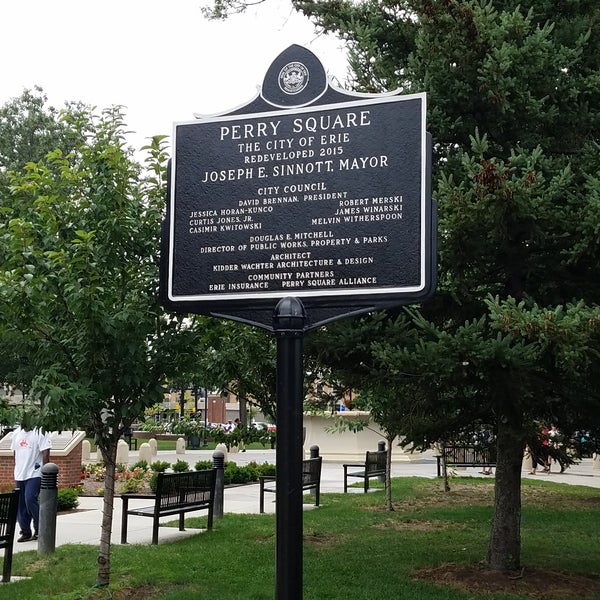 PERRY SQUARE
THE CITY OF ERIE
REDEVELOPED 2015
JOSEPH E. SINNOTT, MAYOR
CITY COUNCIL
DAVID BRENNAN, PRESIDENT
JESSICA HORAN-KUNCO ROBERT MERSKI
CURTIS JONES, JR. JAMES WINARSKI
CASIMIR KWITOWSKI MELVIN WITHERSPOON
DOUGLAS E. MITCHELL
DIRECTOR OF PUBLIC WORKS, PROPERTY & PARKS
ARCHITECT
KIDDER WACHTER ARCHITECTURE & DESIGN
COMMUNITY PARTNERS
ERIE INSURANCE PERRY SQUARE ALLIANCE